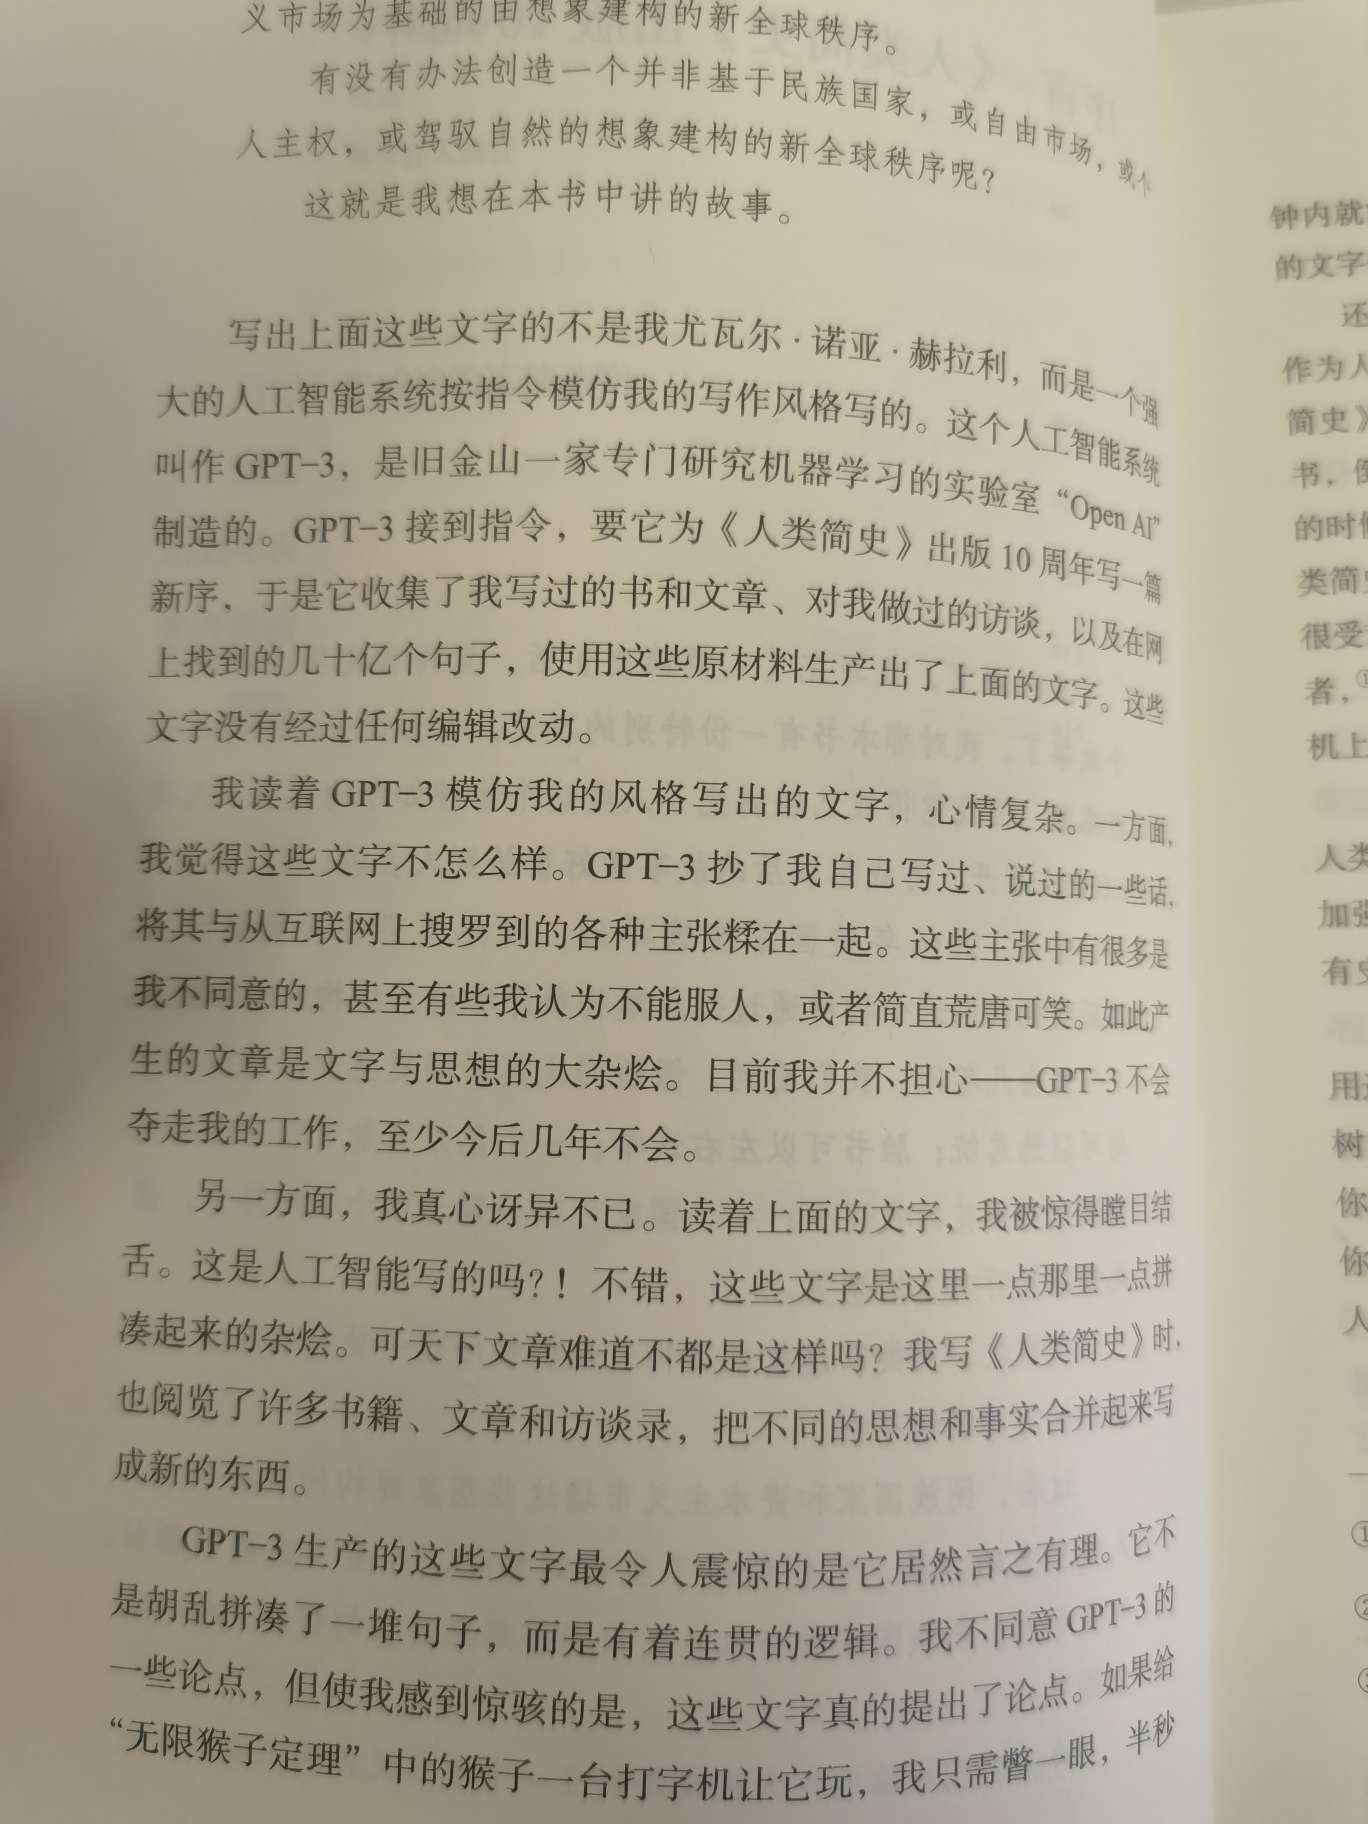 义市场为基础的由想象建构的新全球秩序。
有没有办法创造一个并非基于民族国家，或自由市场，或个
人主权，或驾驭自然的想象建构的新全球秩序呢？
这就是我想在本书中讲的故事。
写出上面这些文字的不是我尤瓦尔·诺亚·赫拉利，而是一个强
大的人工智能系统按指令模仿我的写作风格写的。这个人工智能系统
叫作 GPT-3，是旧金山一家专门研究机器学习的实验室“Open AI”
制造的。GPT-3 接到指令，要它为《人类简史》出版 10 周年写一篇
新序，于是它收集了我写过的书和文章、对我做过的访谈，以及在网
上找到的几十亿个句子，使用这些原材料生产出了上面的文字。这些
文字没有经过任何编辑改动。
我读着 GPT-3 模仿我的风格写出的文字，心情复杂。一方面，
我觉得这些文字不怎么样。GPT-3 抄了我自己写过、说过的一些话，
将其与从互联网上搜罗到的各种主张糅在一起。这些主张中有很多是
我不同意的，甚至有些我认为不能服人，或者简直荒唐可笑。如此产
生的文章是文字与思想的大杂烩。目前我并不担心——GPT-3 不会
夺走我的工作，至少今后几年不会。
另一方面，我真心讶异不已。读着上面的文字，我被惊得瞠目结
舌。这是人工智能写的吗？！不错，这些文字是这里一点那里一点拼
凑起来的杂烩。可天下文章难道不都是这样吗？我写《人类简史》时，
也阅览了许多书籍、文章和访谈录，把不同的思想和事实合并起来写
成新的东西。
GPT-3 生产的这些文字最令人震惊的是它居然言之有理。它不
是胡乱拼凑了一堆句子，而是有着连贯的逻辑。我不同意 GPT-3 的
一些论点，但使我感到惊骇的是，这些文字真的提出了论点。如果给
“无限猴子定理”中的猴子一台打字机让它玩，我只需瞥一眼，半秒
钟内就
的文字
还
作为人
简史》
书，
的时
类简
很受
者，①
机上
人类
加强
有史
用
树
你
你
人
①
②